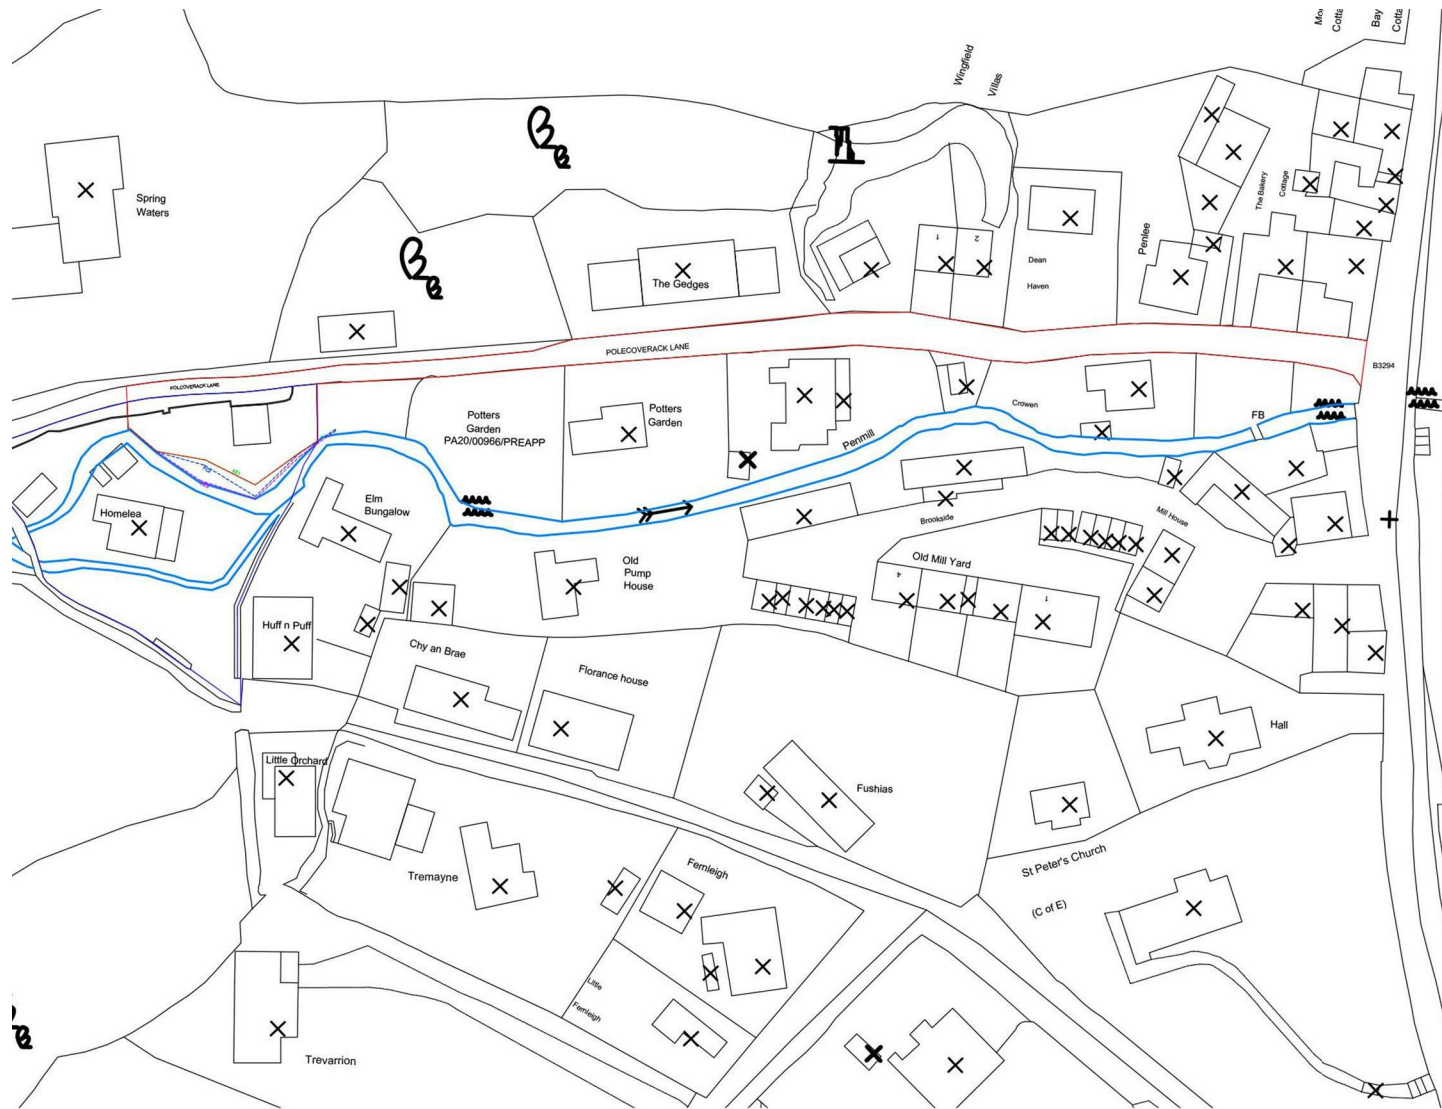 Mou
Cotta
Bay
Cotta
Wingfield
Villas
Spring
Waters
The Bakery
Cottage
Penlee
1
2
Dean
Haven
The Gedges
POLECOVERACK LANE
B3294
POLCOVERACK LANE
Potters
Garden
PA20/00966/PREAPP
Potters
Garden
Crowen
FB
Penmill
Elm
Bungalow
Homelea
Brookside
Mill House
Old Mill Yard
4
1
Old
Pump
House
Huff n Puff
Chy an Brae
Florance house
Hall
Little Orchard
Fushias
Tremayne
Fernleigh
St Peter's Church
(C of E)
Little
Fernleigh
Trevarrion